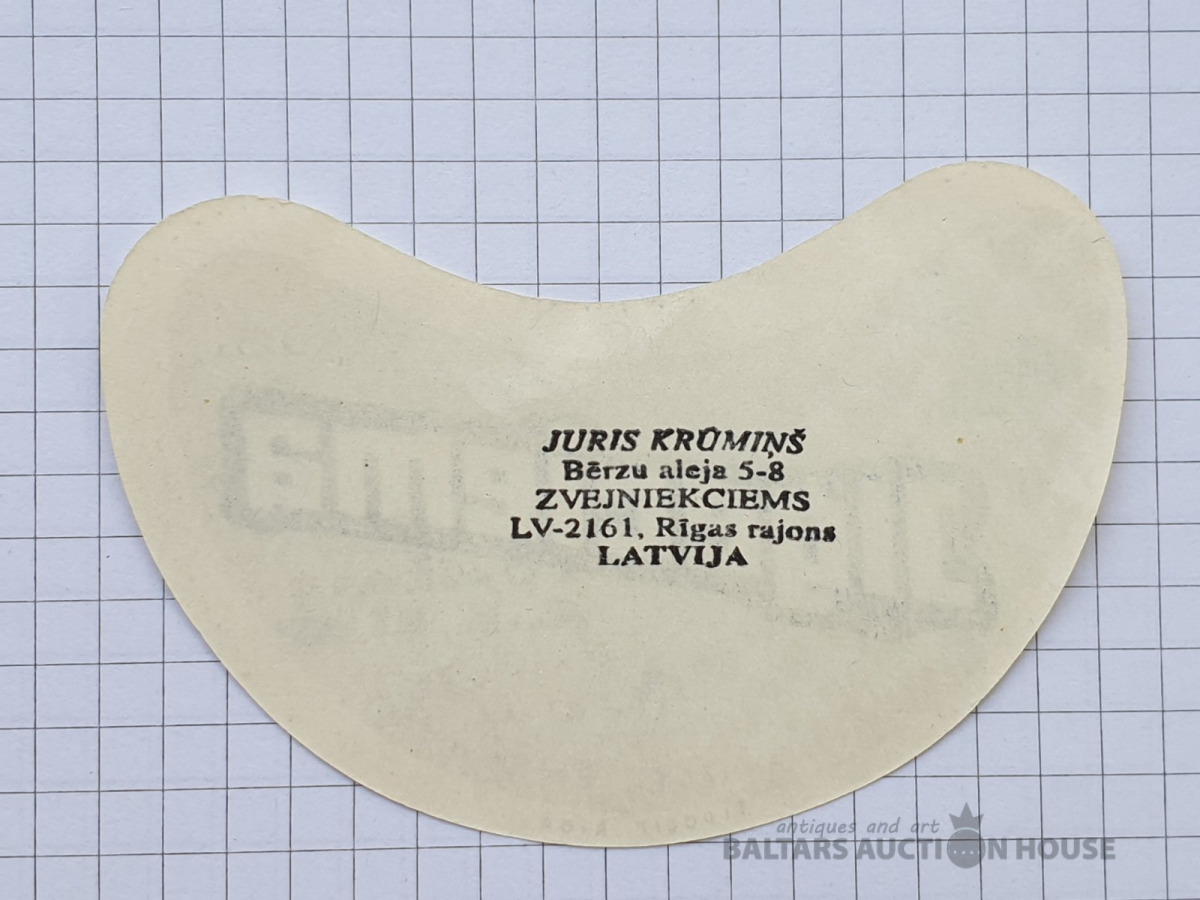 JURIS KRŪMIŅŠ
Bērzu aleja 5-8
ZVEJNIEKCIEMS
LV-2161, Rīgas rajons
LATVIJA
antiques and art
BALTARS AUCTION HOUSE